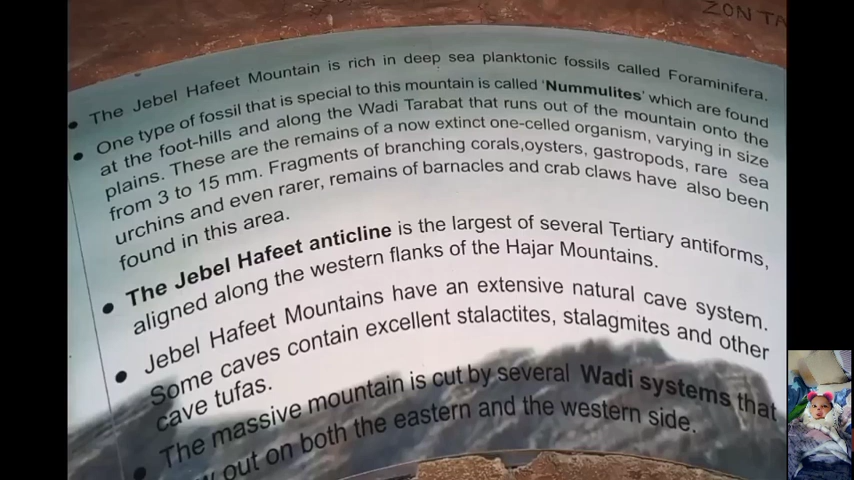 ZONTA
The Jebel Hafeet Mountain is rich in deep sea planktonic fossils called Foraminifera.
One type of fossil that is special to this mountain is called 'Nummulites' which are found
at the foot-hills and along the Wadi Tarabat that runs out of the mountain onto the
plains. These are the remains of a now extinct one-celled organism, varying in size
from 3 to 15 mm. Fragments of branching corals,oysters, gastropods, rare sea
urchins and even rarer, remains of barnacles and crab claws have also been
found in this area.
The Jebel Hafeet anticline is the largest of several Tertiary antiforms,
aligned along the western flanks of the Hajar Mountains.
Jebel Hafeet Mountains have an extensive natural cave system.
Some caves contain excellent stalactites, stalagmites and other
cave tufas.
The massive mountain is cut by several Wadi systems that
out on both the eastern and the western side.